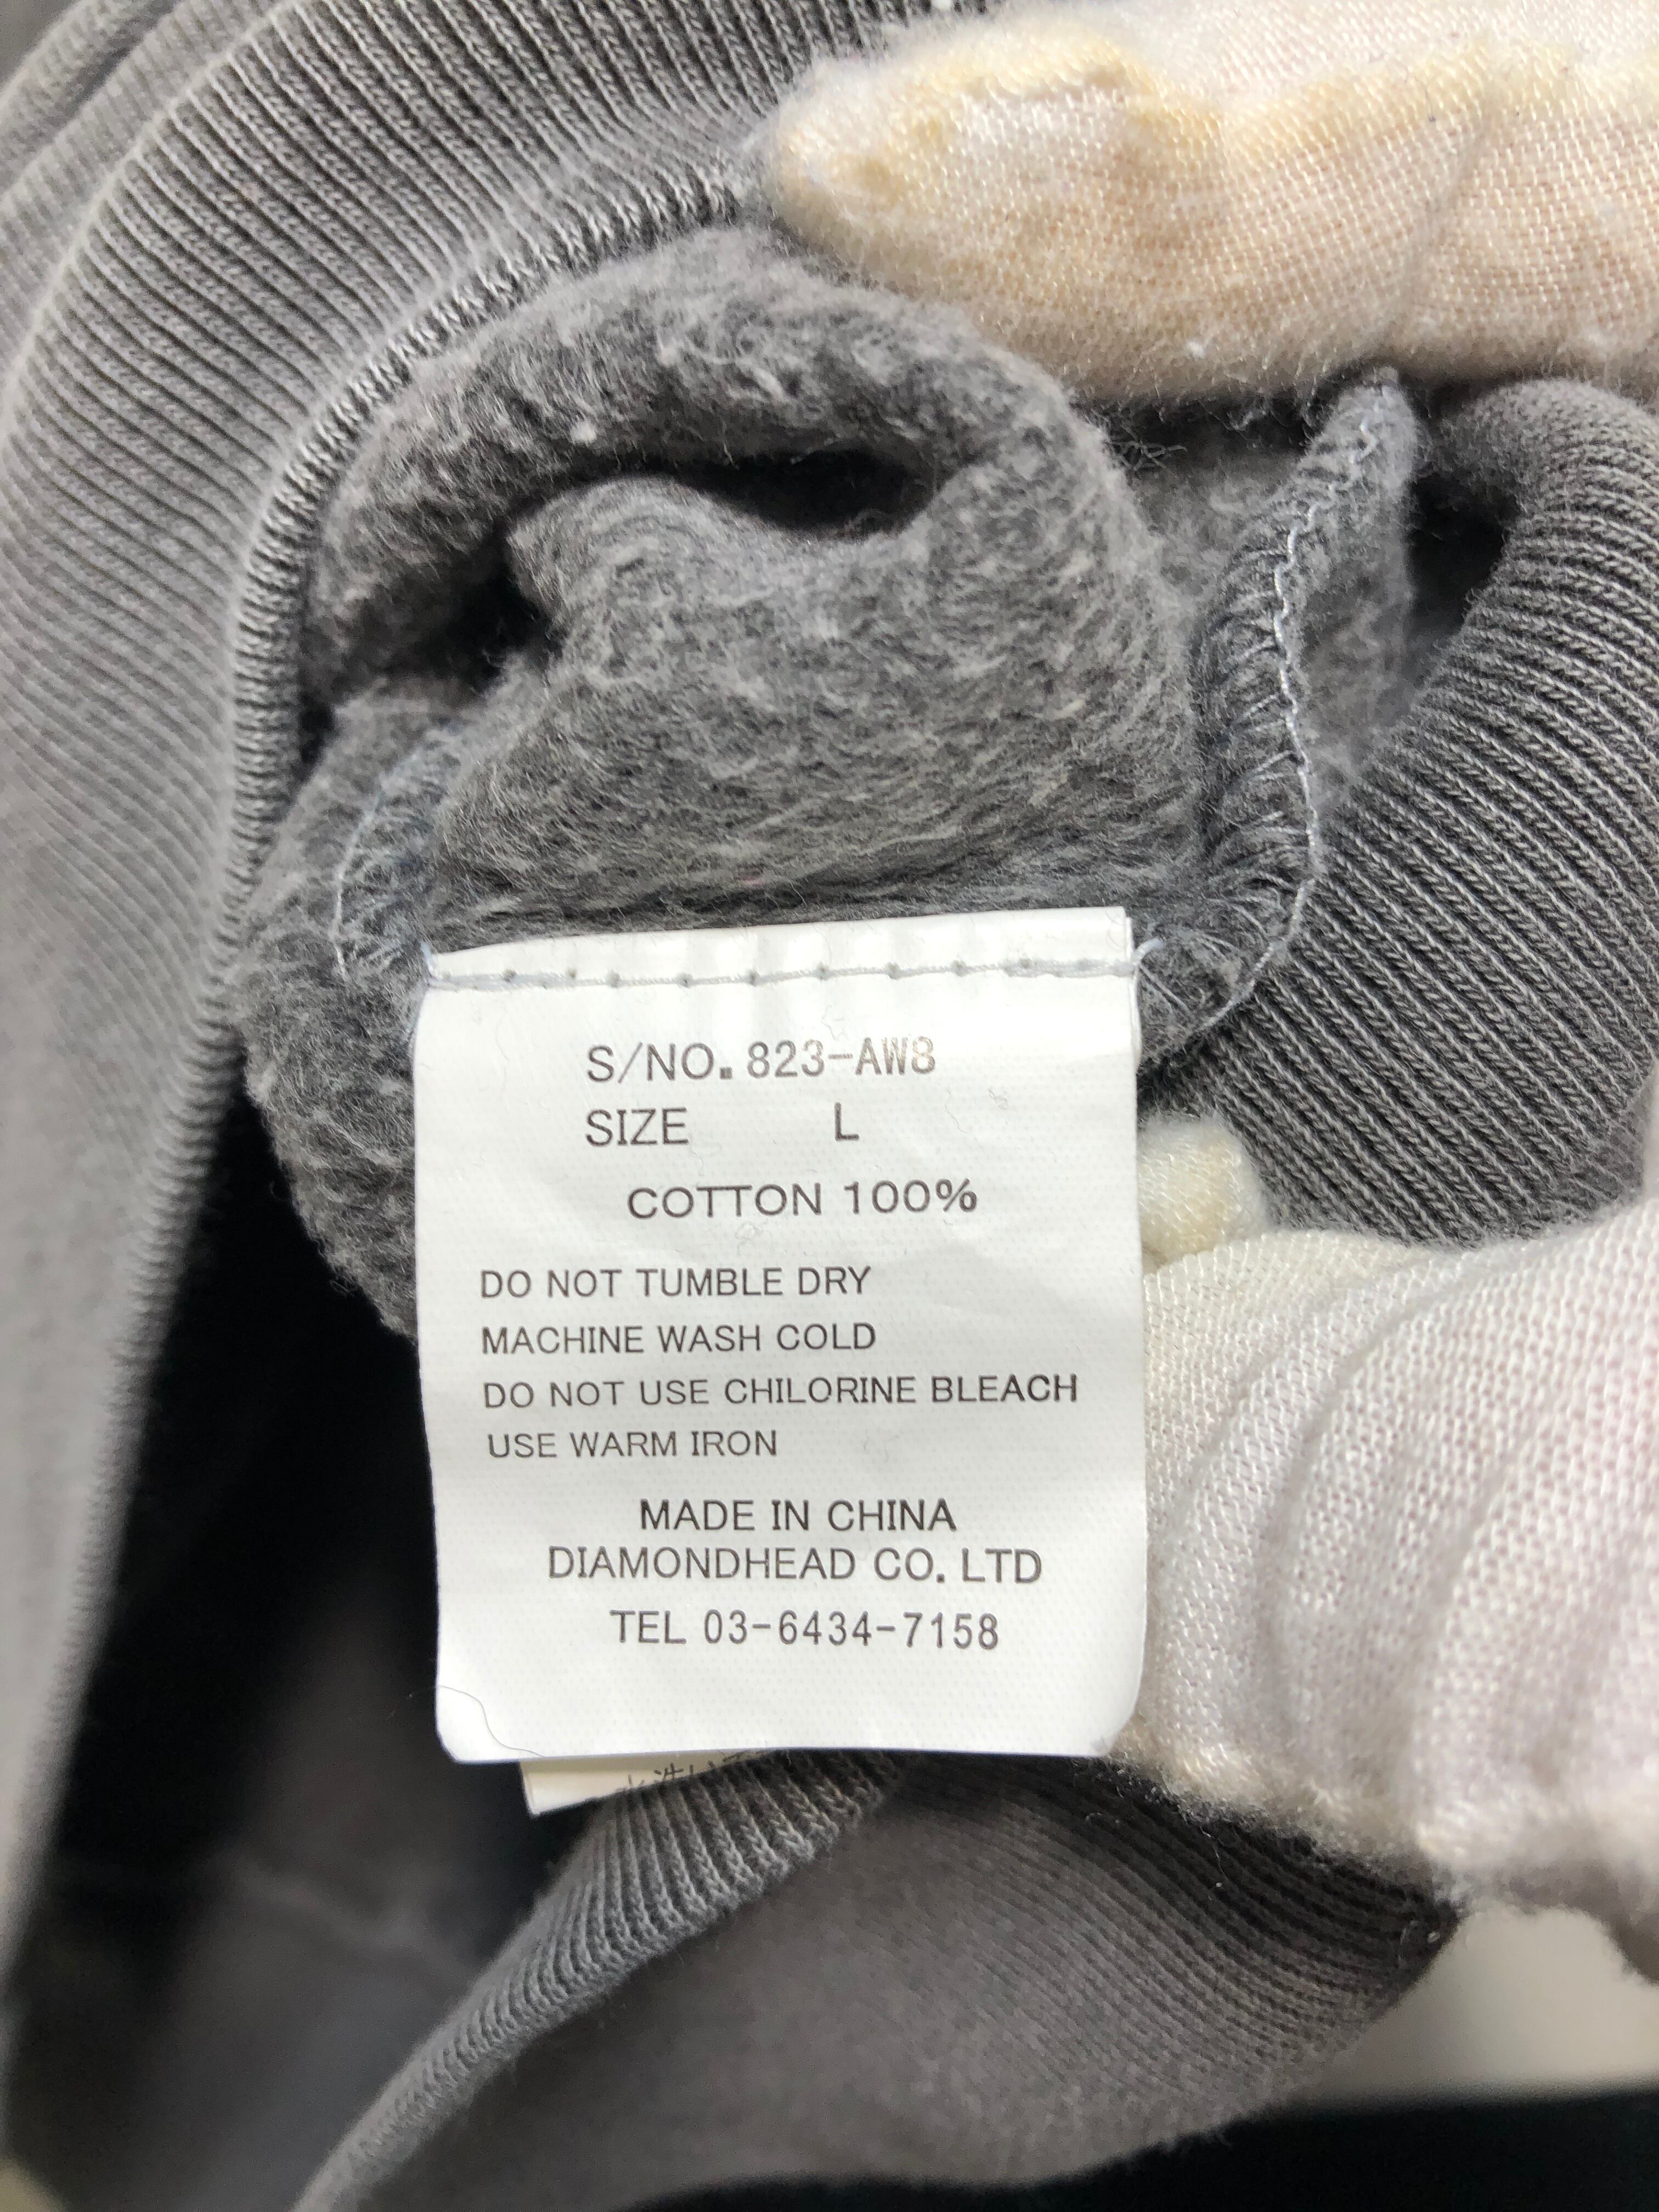 S/NO. 823-AW8
SIZE L
COTTON 100%
DO NOT TUMBLE DRY
MACHINE WASH COLD
DO NOT USE CHILORINE BLEACH
USE WARM IRON
MADE IN CHINA
DIAMONDHEAD CO. LTD
TEL 03-6434-7158